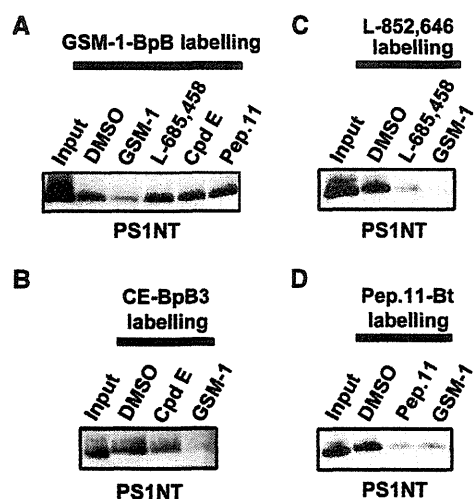 A
GSM-1-BpB labelling
Input
DMSO
GSM-1
L-685,458
Cpd E
Pep.11
PS1NT
C
L-852,646
labelling
Input
DMSO
L-685,458
GSM-1
PS1NT
B
CE-BpB3
labelling
Input
DMSO
Cpd E
GSM-1
PS1NT
D
Pep.11-Bt
labelling
Input
DMSO
Pep.11
GSM-1
PS1NT